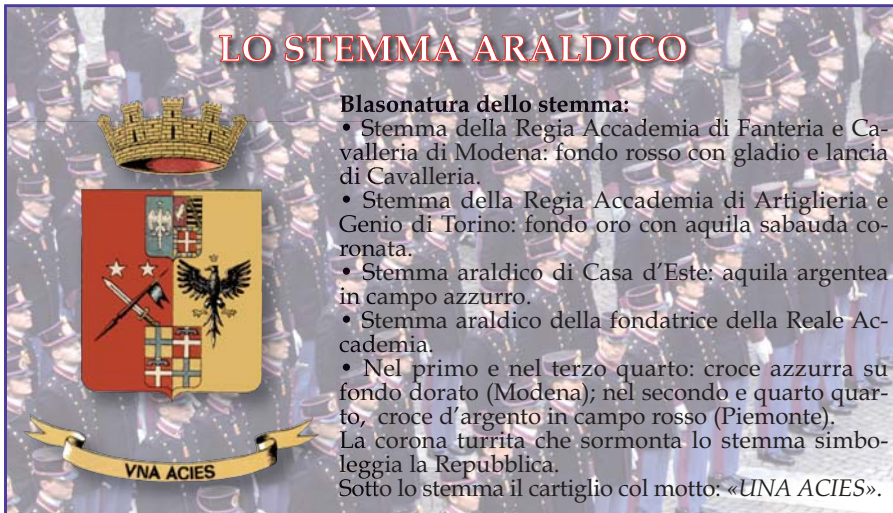 LO STEMMA ARALDICO
Blasonatura dello stemma:
• Stemma della Regia Accademia di Fanteria e Ca-
valleria di Modena: fondo rosso con gladio e lancia
di Cavalleria.
• Stemma della Regia Accademia di Artiglieria e
Genio di Torino: fondo oro con aquila sabauda co-
ronata.
• Stemma araldico di Casa d'Este: aquila argentea
in campo azzurro.
• Stemma araldico della fondatrice della Reale Ac-
cademia.
• Nel primo e nel terzo quarto: croce azzurra su
fondo dorato (Modena); nel secondo e quarto quar-
to, croce d'argento in campo rosso (Piemonte).
La corona turrita che sormonta lo stemma simbo-
leggia la Repubblica.
Sotto lo stemma il cartiglio col motto: «UNA ACIES».
VNA ACIES